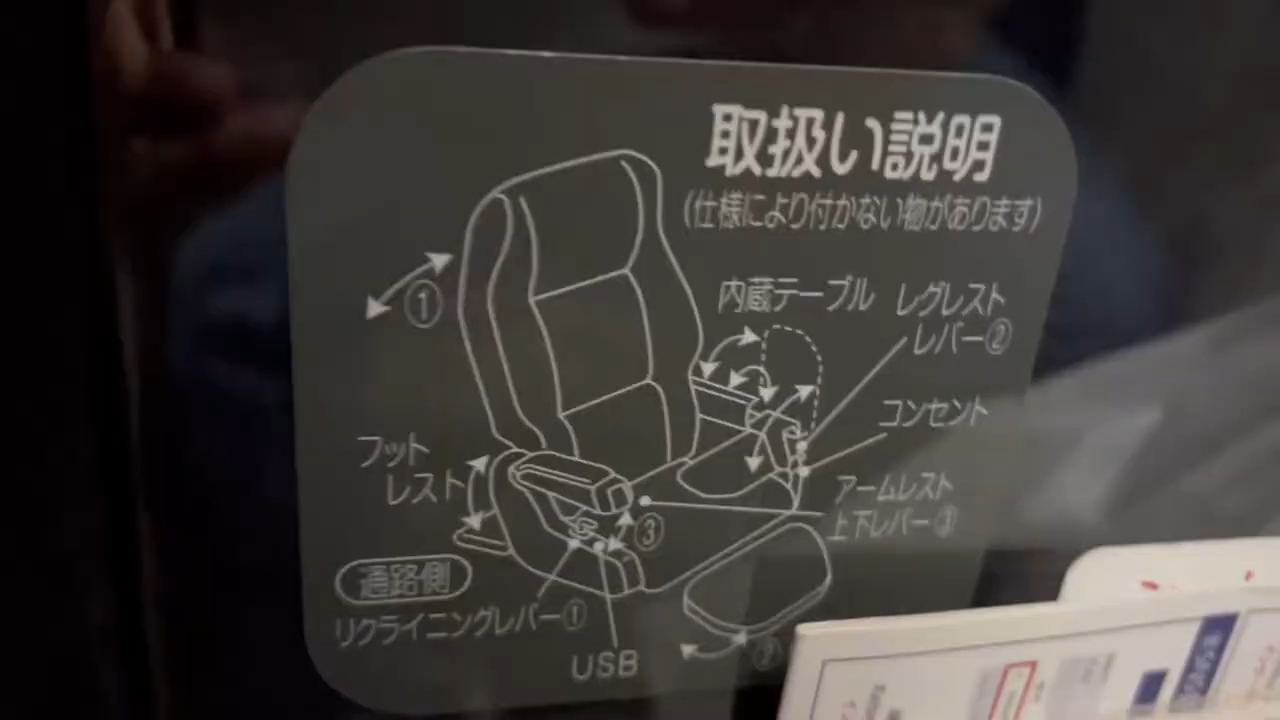 取扱い説明
(仕様により付かない物があります)
①
内蔵テーブル
レグレスト
レバー②
コンセント
フット
レスト
アームレスト
上下レバー③
③
通路側
リクライニングレバー①
USB
②